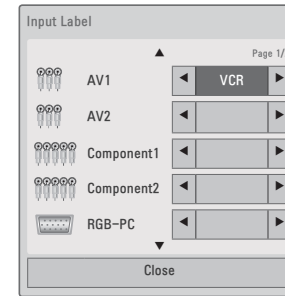 Input Label
Page 1/
AV1
VCR
AV2
Component1
Component2
RGB-PC
Close